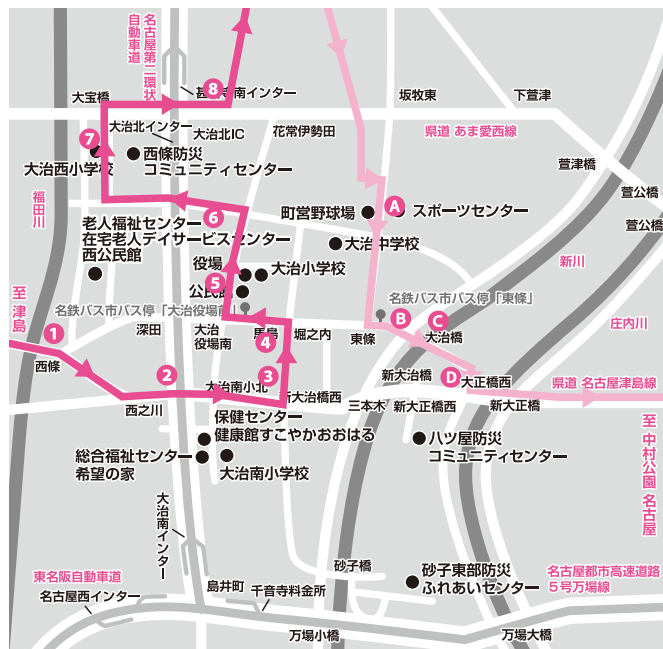 名古屋第二環状
自動車道
8
南インター
大宝橋
坂牧東
下萱津
大治北インター
大治北IC
花常伊勢田
県道 あま愛西線
7
大治西小学校
西條防災
コミュニティセンター
萱津橋
萱公橋
萱公橋
福田川
6
A
町営野球場
スポーツセンター
老人福祉センター
在宅老人デイサービスセンター
西公民館
大治中学校
新川
役場
大治小学校
5
公民館
至 津島
名鉄バス市バス停「大治役場前」
名鉄バス市バス停「東條」
庄内川
1
深田
大治
役場南
馬島
堀之内
4
東條
B
C
大治橋
西條
2
大治南小北
3
新大治橋西
新大治橋
D
大正橋西
県道 名古屋津島線
西之川
三本木
新大正橋西
新大正橋
保健センター
健康館すこやかおおはる
総合福祉センター
希望の家
大治南小学校
八ツ屋防災
コミュニティセンター
至 中村公園 名古屋
大治南インター
砂子橋
東名阪自動車道
名古屋西インター
島井町
千音寺料金所
砂子東部防災
ふれあいセンター
名古屋都市高速道路
5号万場線
万場小橋
万場大橋